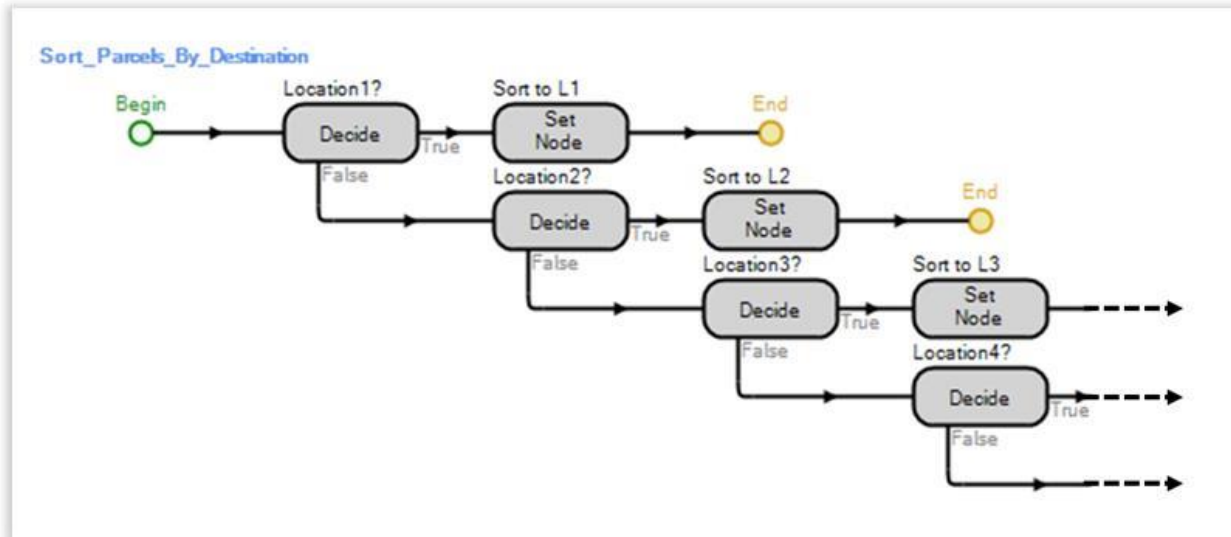 Sort_Parcels_By_Destination
Begin
Location1?
Decide
True
False
Sort to L1
Set
Node
End
Location2?
Decide
True
False
Sort to L2
Set
Node
End
Location3?
Decide
True
False
Sort to L3
Set
Node
Location4?
Decide
True
False